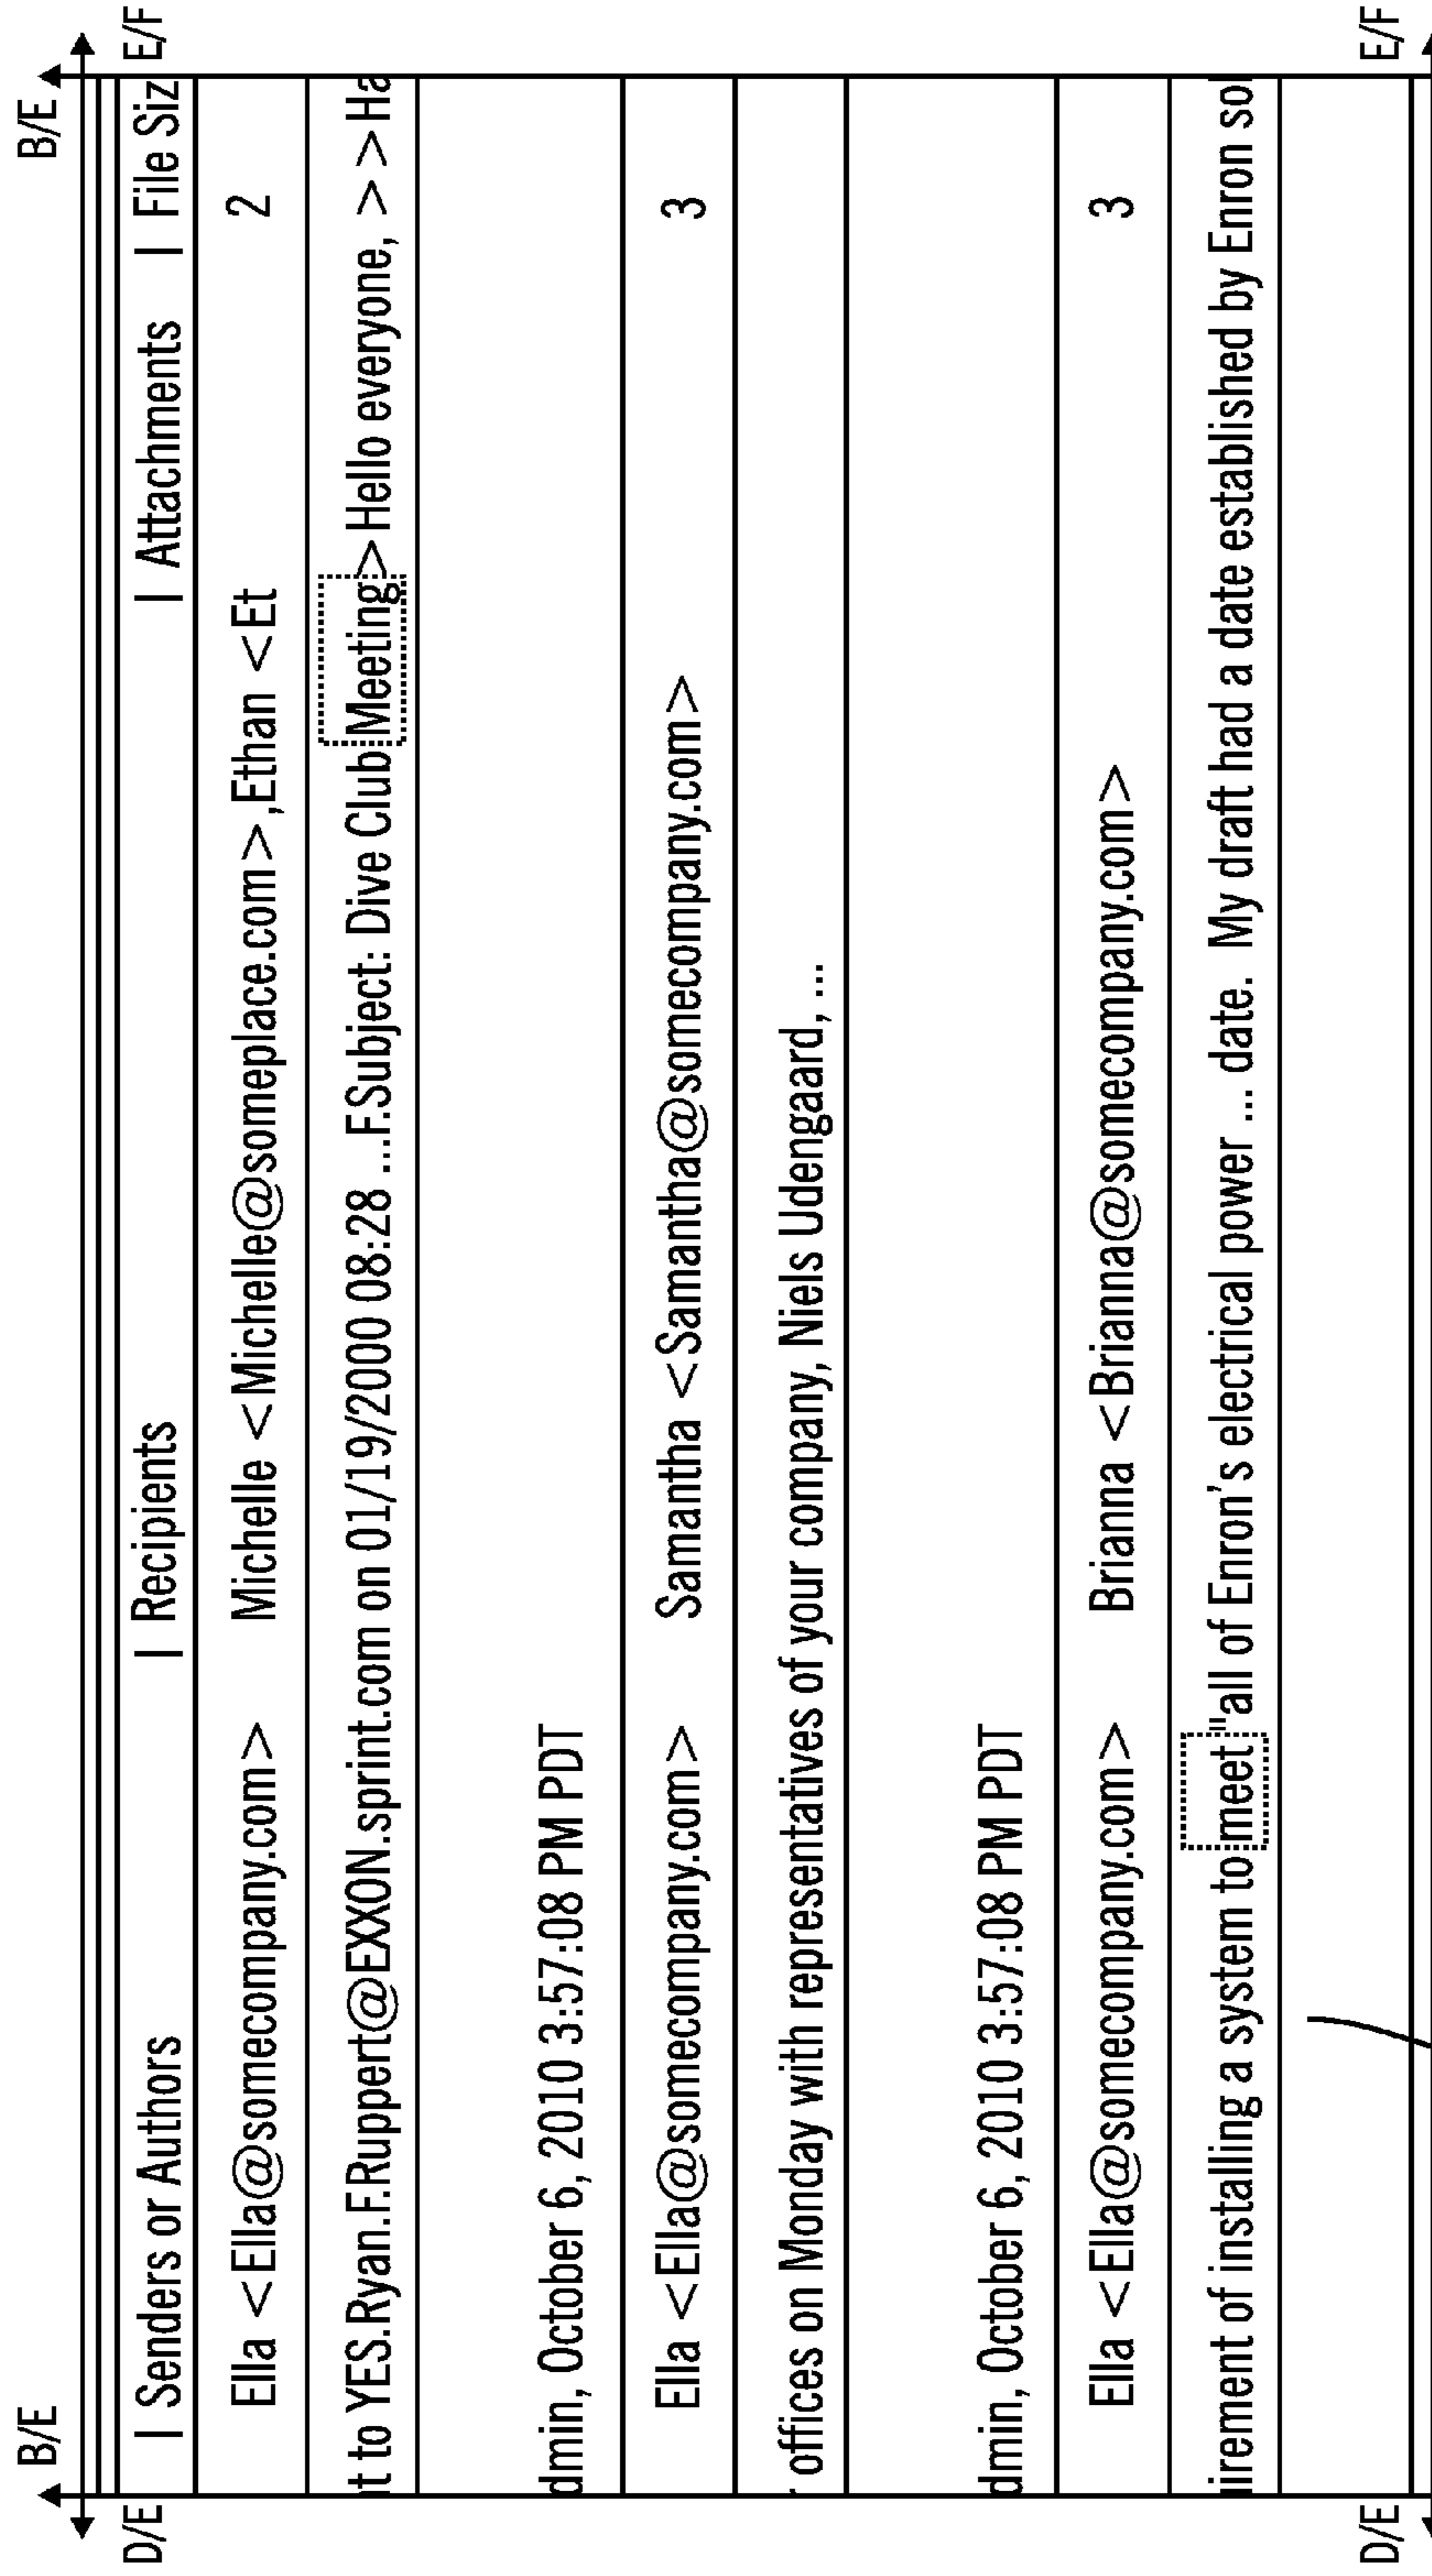 B/E B/E
D/E E/F
| Senders or Authors | Recipients | Attachments | File Siz
Ella <Ella@somecompany.com> Michelle <Michelle@someplace.com>,Ethan <Et 2
nt to YES.Ryan.F.Ruppert@EXXON.sprint.com on 01/19/2000 08:28 ...F.Subject: Dive Club Meeting> Hello everyone, > > Ha
dmin, October 6, 2010 3:57:08 PM PDT
Ella <Ella@somecompany.com> Samantha <Samantha@somecompany.com> 3
r offices on Monday with representatives of your company, Niels Udengaard, ...
dmin, October 6, 2010 3:57:08 PM PDT
Ella <Ella@somecompany.com> Brianna <Brianna@somecompany.com> 3
irement of installing a system to meet "all of Enron's electrical power ... date. My draft had a date established by Enron sol
D/E E/F